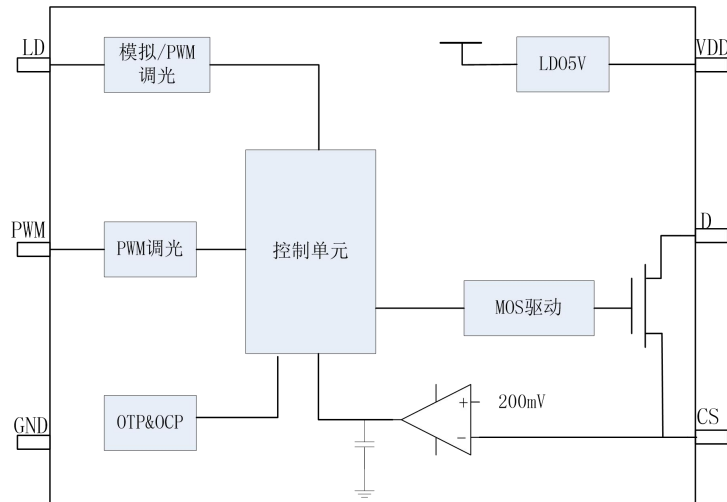 LD
模拟/PWM
调光
LDO5V
VDD
PWM
PWM调光
控制单元
D
MOS驱动
OTP&OCP
GND
200mV
+
-
CS